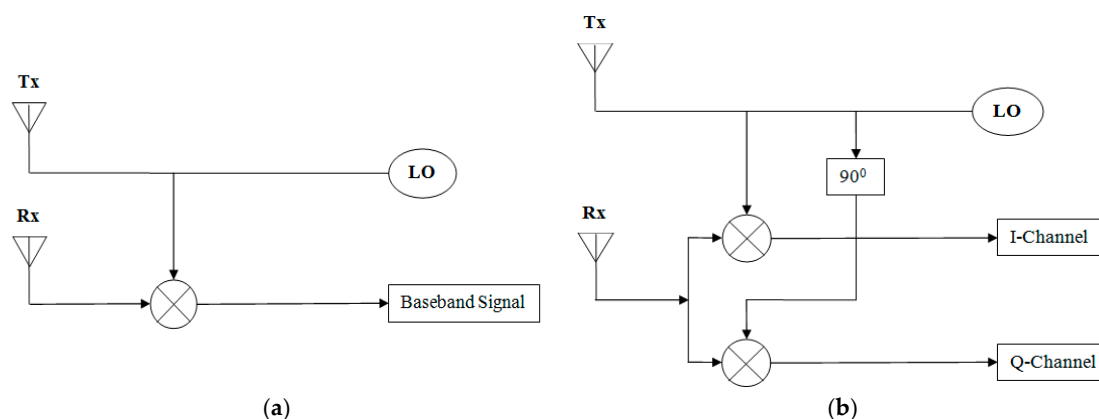 Tx
LO
Rx
Baseband Signal
(a)
Tx
LO
90⁰
Rx
I-Channel
Q-Channel
(b)